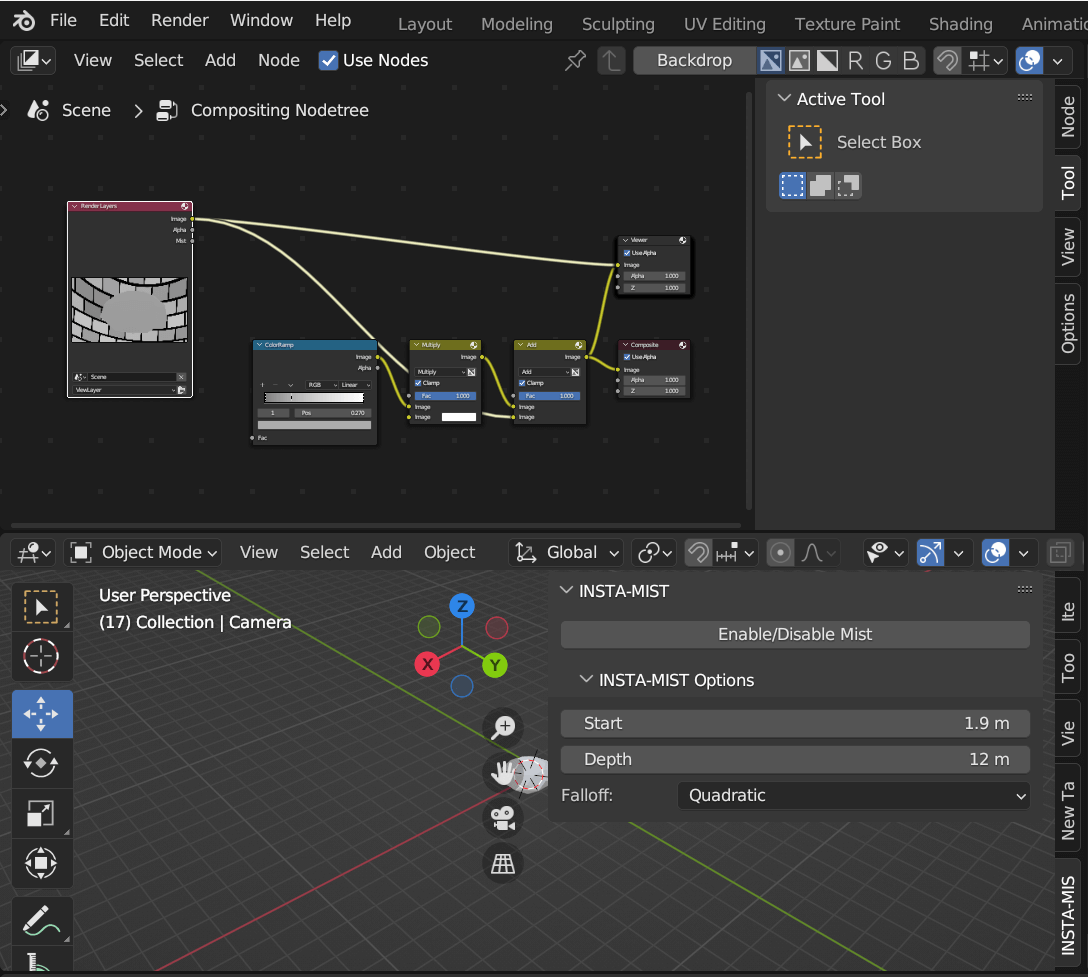 File Edit Render Window Help Layout Modeling Sculpting UV Editing Texture Paint Shading Animatio
View Select Add Node Use Nodes Backdrop R G B
Scene Compositing Nodetree
Active Tool
Select Box
Node
Tool
View
Options
Render Layers
Image
Alpha
Mist
Scene
ViewLayer
ColorRamp
Image
Alpha
RGB Linear
1 Pos 0.270
Fac
Multiply
Image
Multiply
Clamp
Fac 1.000
Image
Image
Add
Image
Add
Clamp
Fac 1.000
Image
Image
Viewer
Use Alpha
Image
Alpha 1.000
Z 1.000
Composite
Use Alpha
Image
Alpha 1.000
Z 1.000
Object Mode View Select Add Object Global
User Perspective
(17) Collection | Camera
Z
X
Y
INSTA-MIST
Enable/Disable Mist
INSTA-MIST Options
Start 1.9 m
Depth 12 m
Falloff: Quadratic
Ite
Too
Vie
New Ta
INSTA-MIS